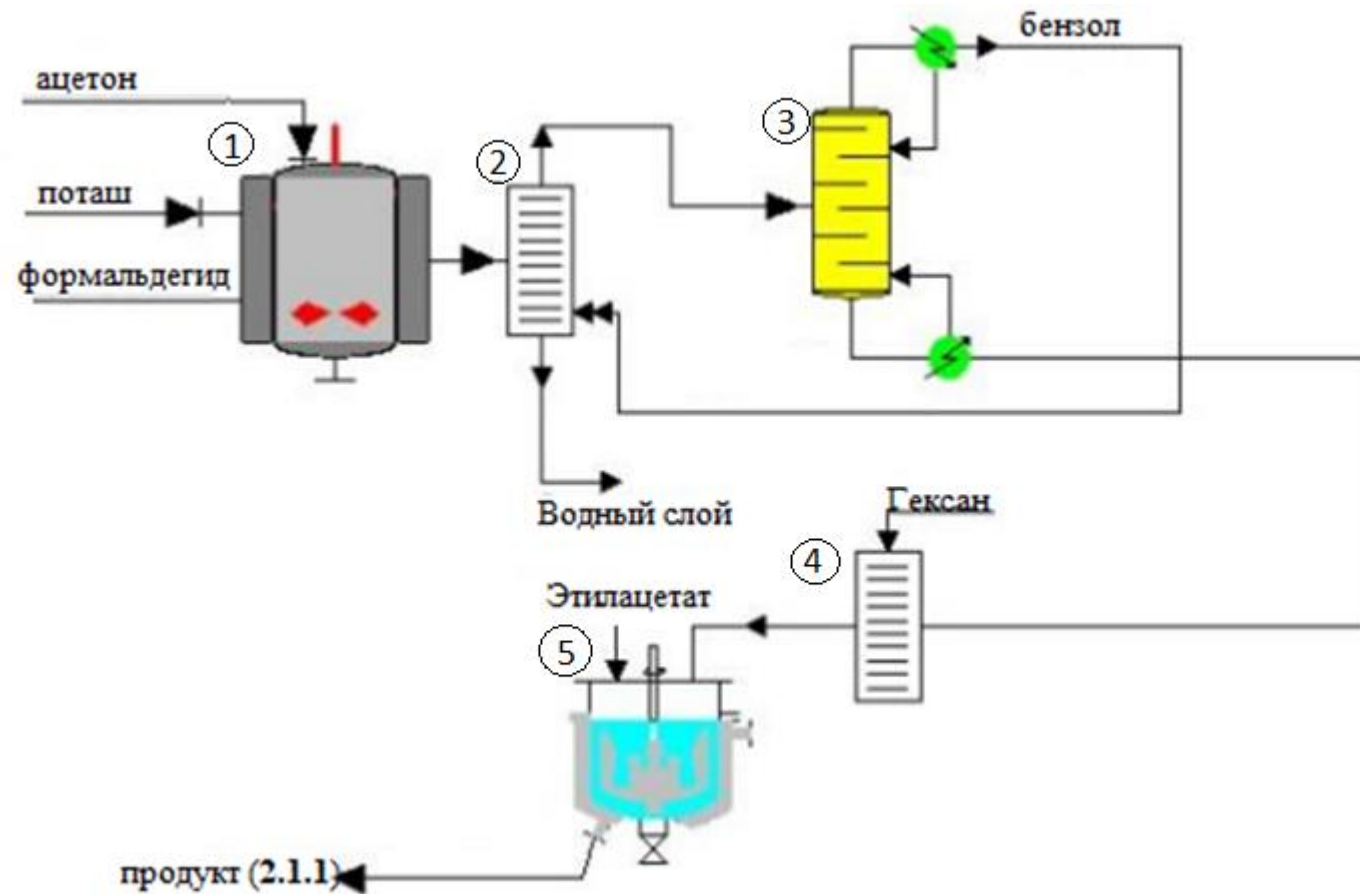 бензол
ацетон
1
3
2
поташ
формальдегид
Водный слой
Гексан
4
Этилацетат
5
продукт (2.1.1)